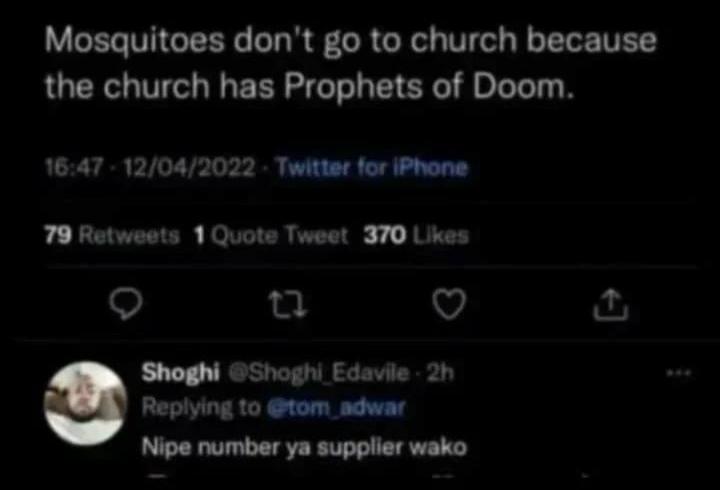 Mosquitoes don't go to church because
the church has Prophets of Doom.
16:47 · 12/04/2022 · Twitter for iPhone
79 Retweets 1 Quote Tweet 370 Likes
Shoghi @Shoghi_Edavile · 2h
Replying to @tom_adwar
Nipe number ya supplier wako